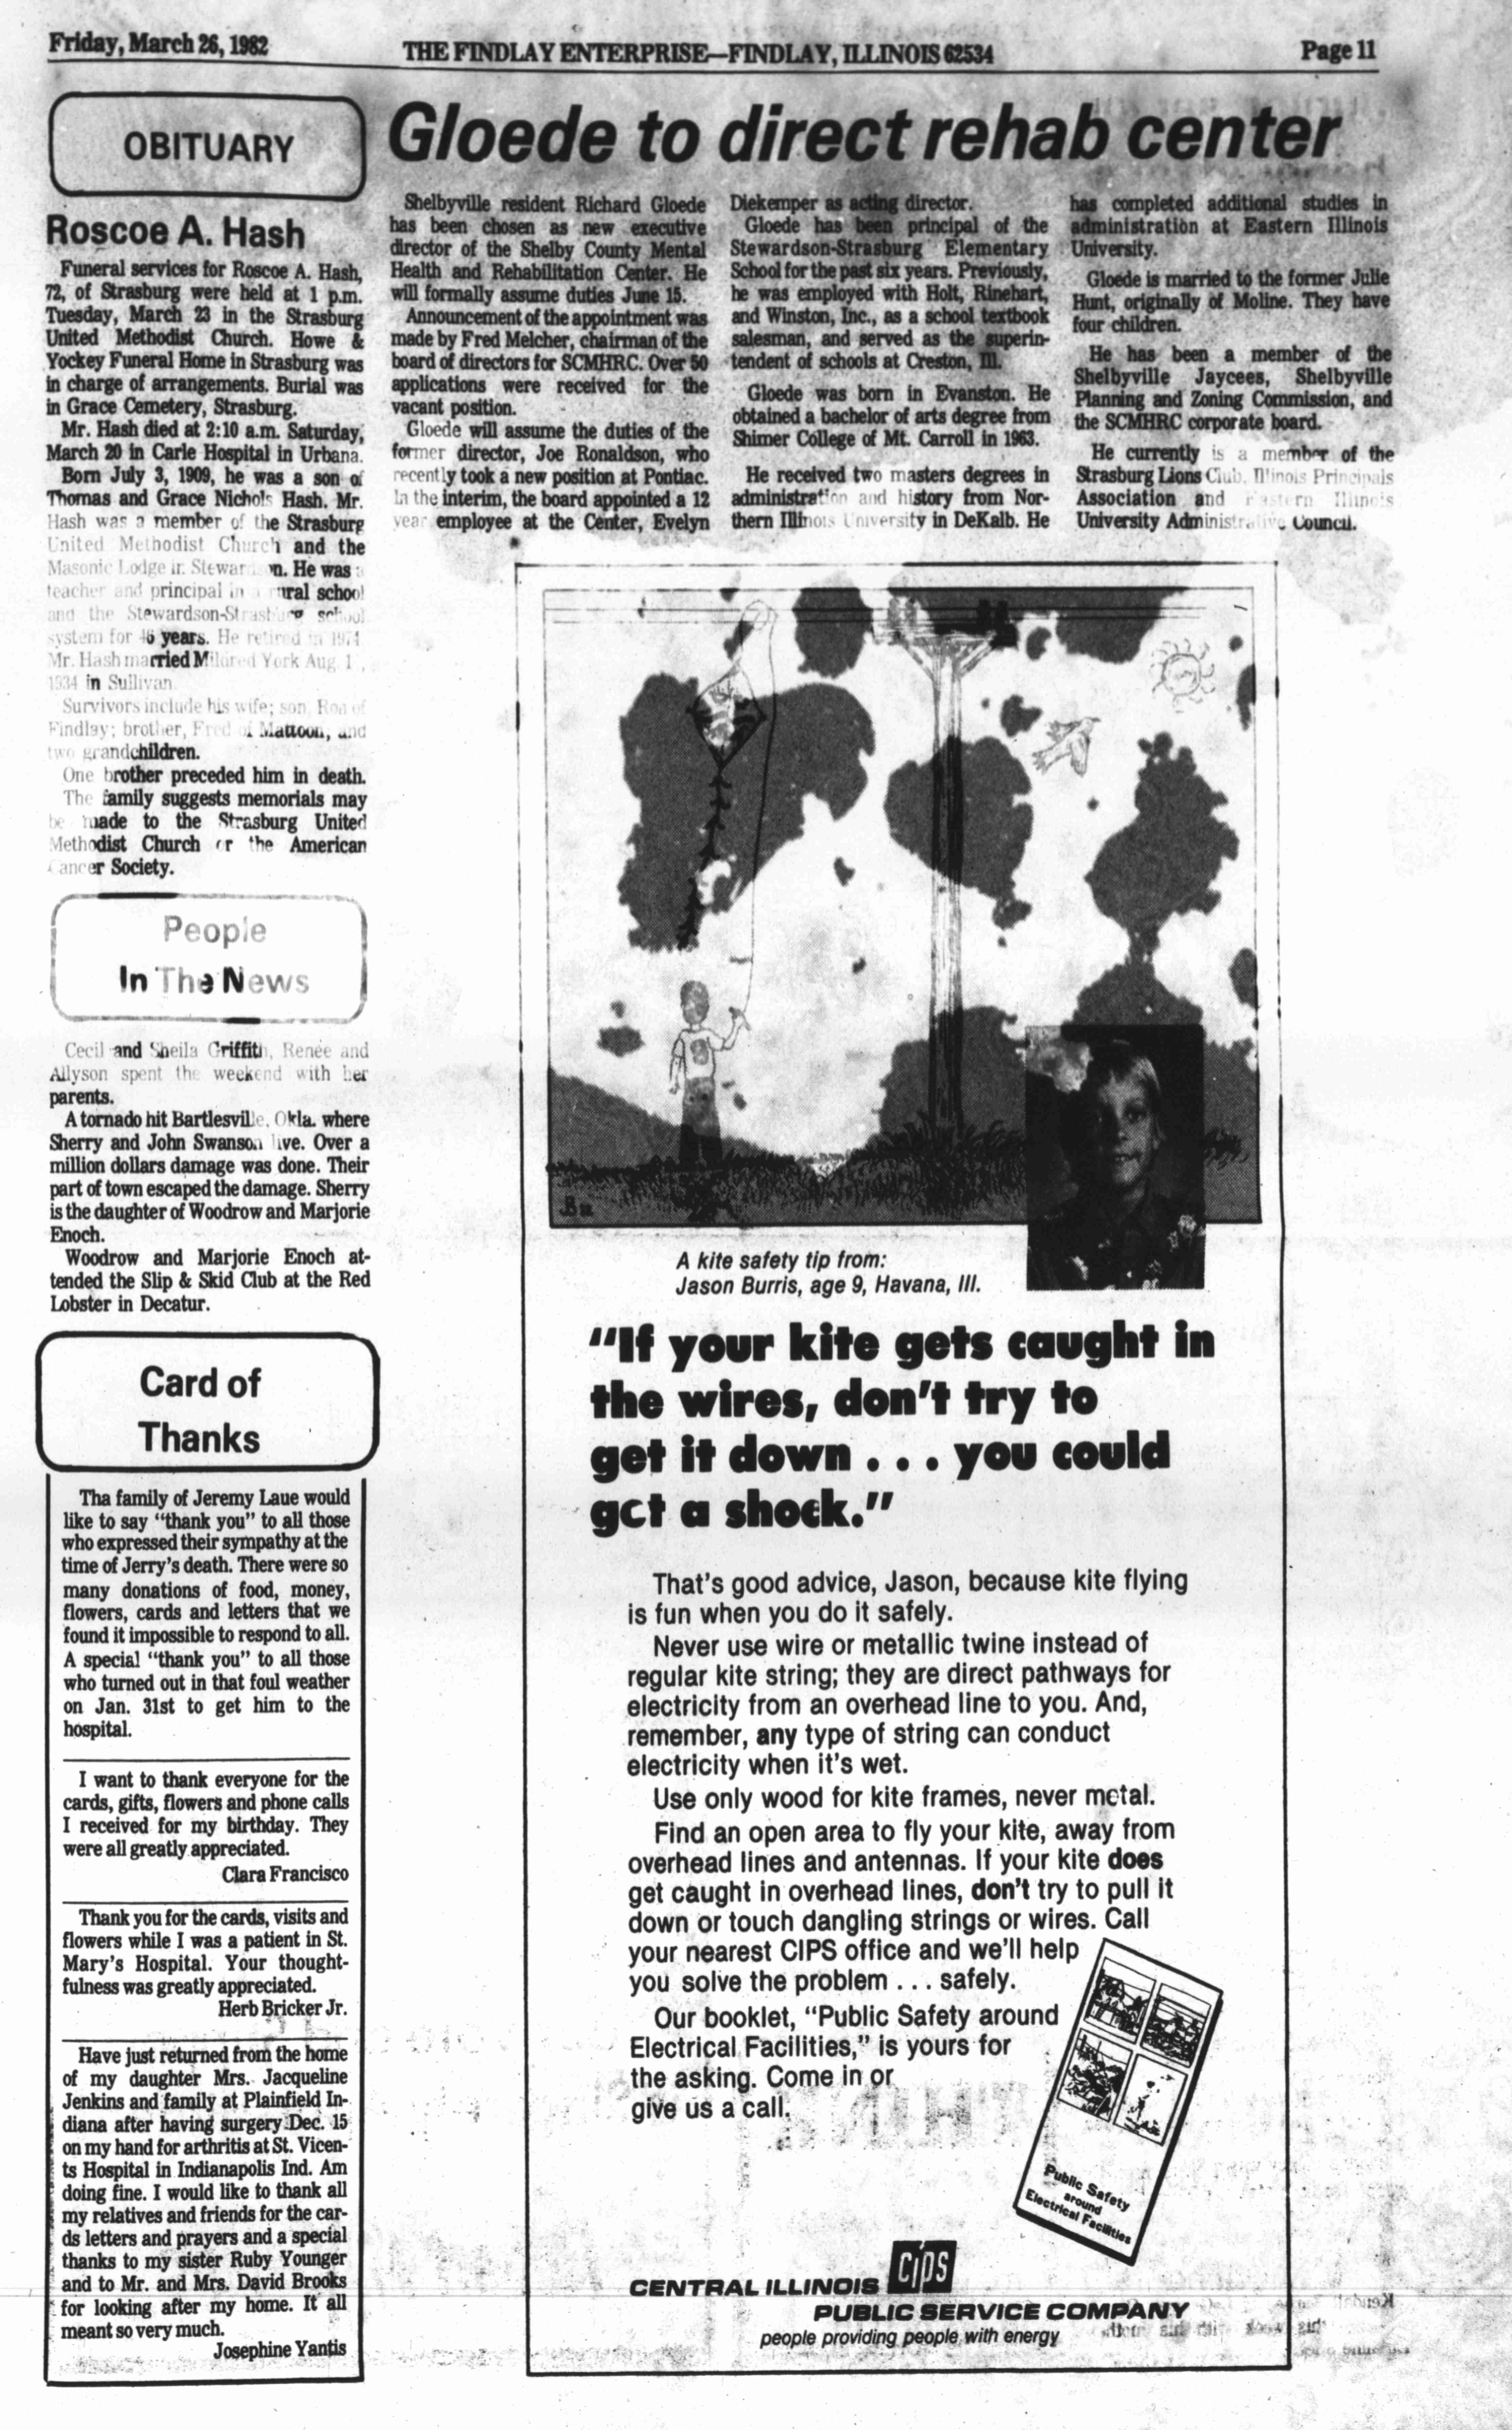 Friday, March 26, 1982
THE FINDLAY ENTERPRISE—FINDLAY, ILLINOIS 62534
Page 11
OBITUARY
Roscoe A. Hash
Funeral services for Roscoe A. Hash,
72, of Strasburg were held at 1 p.m.
Tuesday, March 23 in the Strasburg
United Methodist Church. Howe &
Yockey Funeral Home in Strasburg was
in charge of arrangements. Burial was
in Grace Cemetery, Strasburg.
Mr. Hash died at 2:10 a.m. Saturday,
March 20 in Carle Hospital in Urbana.
Born July 3, 1909, he was a son of
Thomas and Grace Nichols Hash. Mr.
Hash was a member of the Strasburg
United Methodist Church and the
Masonic Lodge in Stewardson. He was a
teacher and principal in a rural school
and the Stewardson-Strasburg school
system for 46 years. He retired in 1974
Mr. Hash married Mildred York Aug. 1,
1934 in Sullivan
Survivors include his wife; son, Ron of
Findlay; brother, Fred of Mattoon, and
two grandchildren.
One brother preceded him in death.
The family suggests memorials may
be made to the Strasburg United
Methodist Church or the American
Cancer Society.
People
In The News
Cecil and Sheila Griffith, Renee and
Allyson spent the weekend with her
parents.
A tornado hit Bartlesville, Okla. where
Sherry and John Swanson live. Over a
million dollars damage was done. Their
part of town escaped the damage. Sherry
is the daughter of Woodrow and Marjorie
Enoch.
Woodrow and Marjorie Enoch at-
tended the Slip & Skid Club at the Red
Lobster in Decatur.
Card of
Thanks
Tha family of Jeremy Laue would
like to say "thank you" to all those
who expressed their sympathy at the
time of Jerry's death. There were so
many donations of food, money,
flowers, cards and letters that we
found it impossible to respond to all.
A special "thank you" to all those
who turned out in that foul weather
on Jan. 31st to get him to the
hospital.
I want to thank everyone for the
cards, gifts, flowers and phone calls
I received for my birthday. They
were all greatly appreciated.
Clara Francisco
Thank you for the cards, visits and
flowers while I was a patient in St.
Mary's Hospital. Your thought-
fulness was greatly appreciated.
Herb Bricker Jr.
Have just returned from the home
of my daughter Mrs. Jacqueline
Jenkins and family at Plainfield In-
diana after having surgery Dec. 15
on my hand for arthritis at St. Vicen-
ts Hospital in Indianapolis Ind. Am
doing fine. I would like to thank all
my relatives and friends for the car-
ds letters and prayers and a special
thanks to my sister Ruby Younger
and to Mr. and Mrs. David Brooks
for looking after my home. It all
meant so very much.
Josephine Yantis
Gloede to direct rehab center
Shelbyville resident Richard Gloede
has been chosen as new executive
director of the Shelby County Mental
Health and Rehabilitation Center. He
will formally assume duties June 15.
Announcement of the appointment was
made by Fred Melcher, chairman of the
board of directors for SCMHRC. Over 50
applications were received for the
vacant position.
Gloede will assume the duties of the
former director, Joe Ronaldson, who
recently took a new position at Pontiac.
In the interim, the board appointed a 12
year employee at the Center, Evelyn
Diekemper as acting director.
Gloede has been principal of the
Stewardson-Strasburg Elementary
School for the past six years. Previously,
he was employed with Holt, Rinehart,
and Winston, Inc., as a school textbook
salesman, and served as the superin-
tendent of schools at Creston, Ill.
Gloede was born in Evanston. He
obtained a bachelor of arts degree from
Shimer College of Mt. Carroll in 1963.
He received two masters degrees in
administration and history from Nor-
thern Illinois University in DeKalb. He
has completed additional studies in
administration at Eastern Illinois
University.
Gloede is married to the former Julie
Hunt, originally of Moline. They have
four children.
He has been a member of the
Shelbyville Jaycees, Shelbyville
Planning and Zoning Commission, and
the SCMHRC corporate board.
He currently is a member of the
Strasburg Lions Club, Illinois Principals
Association and Eastern Illinois
University Administrative Council.
A kite safety tip from:
Jason Burris, age 9, Havana, Ill.
"If your kite gets caught in
the wires, don't try to
get it down . . . you could
get a shock."
That's good advice, Jason, because kite flying
is fun when you do it safely.
Never use wire or metallic twine instead of
regular kite string; they are direct pathways for
electricity from an overhead line to you. And,
remember, any type of string can conduct
electricity when it's wet.
Use only wood for kite frames, never metal.
Find an open area to fly your kite, away from
overhead lines and antennas. If your kite does
get caught in overhead lines, don't try to pull it
down or touch dangling strings or wires. Call
your nearest CIPS office and we'll help
you solve the problem . . . safely.
Our booklet, "Public Safety around
Electrical Facilities," is yours for
the asking. Come in or
give us a call.
Public Safety
around
Electrical Facilities
CENTRAL ILLINOIS CIPS
PUBLIC SERVICE COMPANY
people providing people with energy